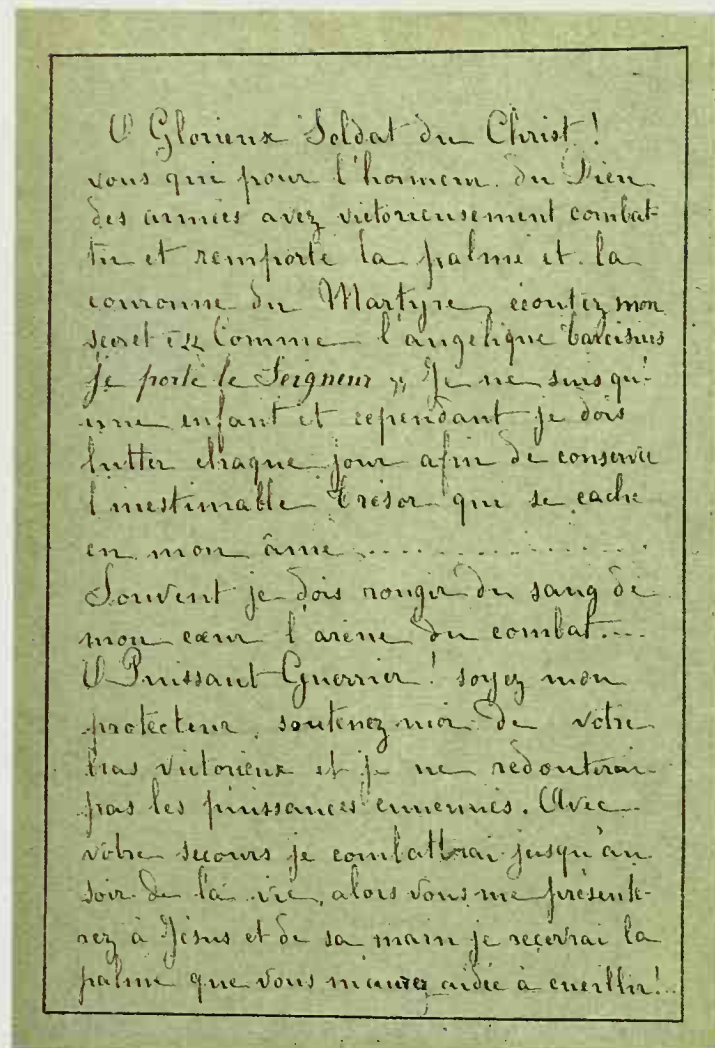 O Glorieux Soldat du Christ!
vous qui pour l'honneur du Dieu
des armées avez victorieusement combat-
tu et remporté la palme et la
couronne du Martyre, écoutez mon
secret : « Comme l'angélique Tarcisius
je porte le Seigneur ». Je ne suis qu'
une enfant et cependant je dois
lutter chaque jour afin de conserver
l'inestimable Trésor qui se cache
en mon âme ................
Souvent je dois rougir du sang de
mon cœur l'arène du combat....
O Puissant Guerrier! soyez mon
protecteur, soutenez moi de votre
bras victorieux et je ne redouterai
pas les puissances ennemies. Avec
votre secours je combattrai jusqu'au
soir de la vie, alors vous me présente-
rez à Jésus et de sa main je recevrai la
palme que vous m'aurez aidée à cueillir!..